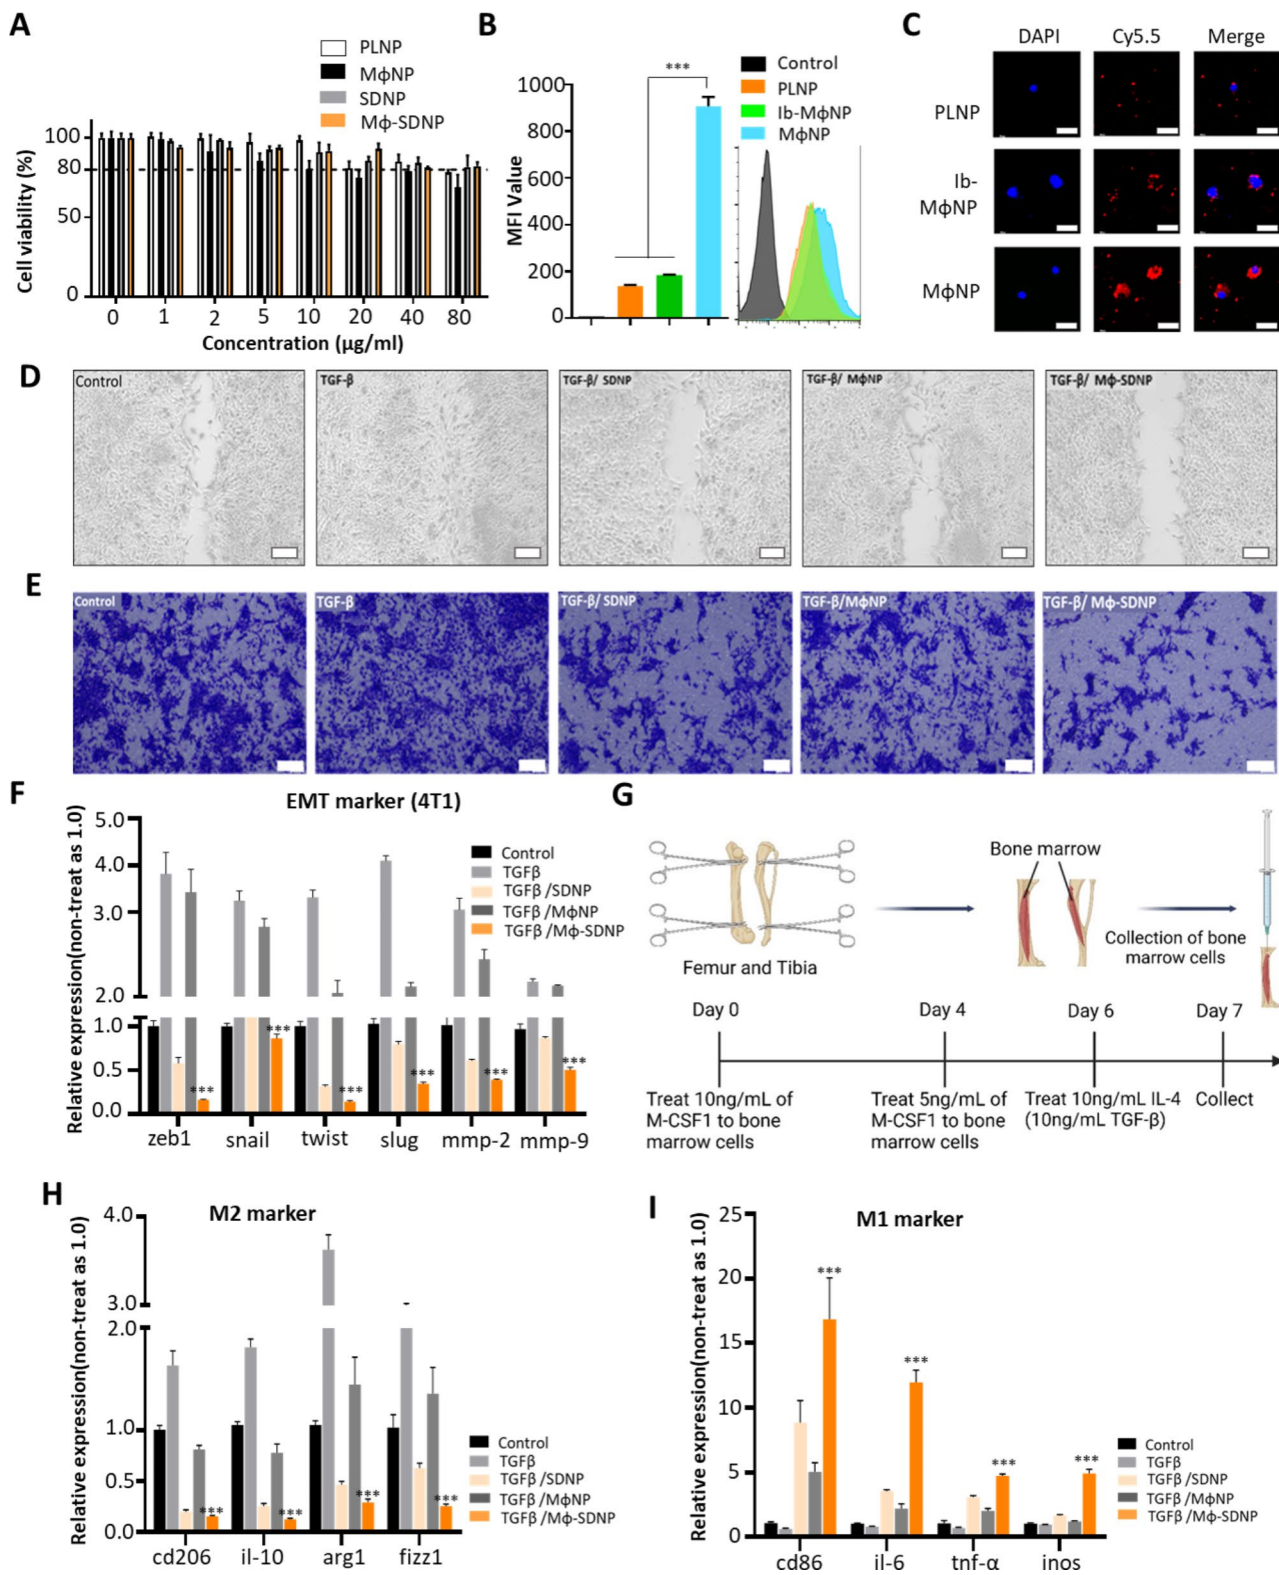 A
PLNP
MφNP
SDNP
Mφ-SDNP
Cell viability (%)
100
80
50
0
0 1 2 5 10 20 40 80
Concentration (μg/ml)
B
MFI Value
1000
800
600
400
200
0
***
Control
PLNP
Ib-MφNP
MφNP
C
DAPI Cy5.5 Merge
PLNP
Ib-
MφNP
MφNP
D
Control
TGF-β
TGF-β/ SDNP
TGF-β/ MφNP
TGF-β/ Mφ-SDNP
E
Control
TGF-β
TGF-β/ SDNP
TGF-β/MφNP
TGF-β/ Mφ-SDNP
F
EMT marker (4T1)
Relative expression(non-treat as 1.0)
5.0
4.0
3.0
2.0
1.0
0.5
0.0
Control
TGFβ
TGFβ /SDNP
TGFβ /MφNP
TGFβ /Mφ-SDNP
*** *** *** *** *** ***
zeb1 snail twist slug mmp-2 mmp-9
G
Femur and Tibia
Bone marrow
Collection of bone
marrow cells
Day 0 Day 4 Day 6 Day 7
Treat 10ng/mL of
M-CSF1 to bone
marrow cells
Treat 5ng/mL of
M-CSF1 to bone
marrow cells
Treat 10ng/mL IL-4
(10ng/mL TGF-β)
Collect
H
M2 marker
Relative expression(non-treat as 1.0)
4.0
3.0
2.0
1.0
0.5
0.0
*** *** *** ***
Control
TGFβ
TGFβ /SDNP
TGFβ /MφNP
TGFβ /Mφ-SDNP
cd206 il-10 arg1 fizz1
I
M1 marker
Relative expression(non-treat as 1.0)
25
20
15
10
5
0
*** *** *** ***
Control
TGFβ
TGFβ /SDNP
TGFβ /MφNP
TGFβ /Mφ-SDNP
cd86 il-6 tnf-α inos